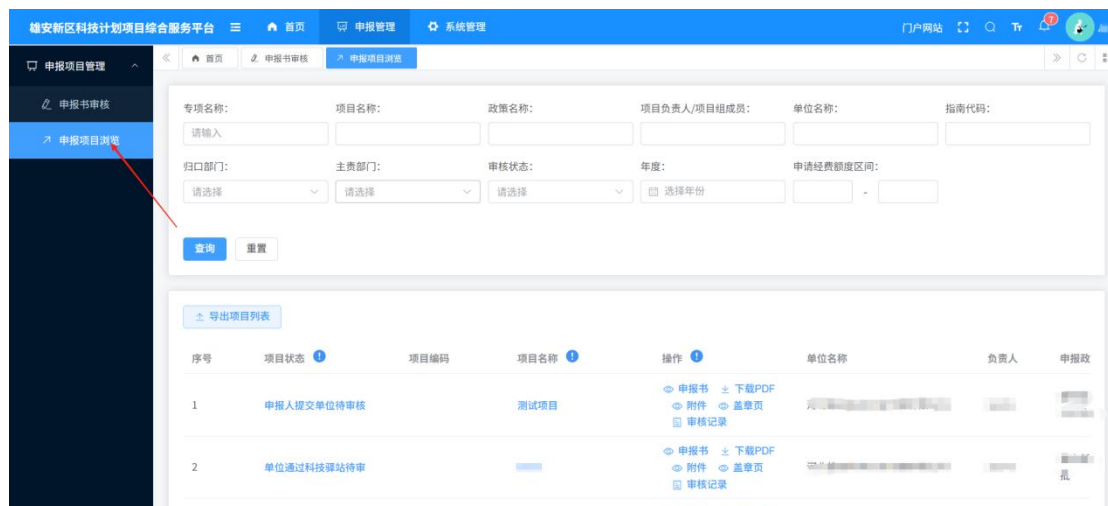 雄安新区科技计划项目综合服务平台 首页 申报管理 系统管理 门户网站 Tт 7
申报项目管理 首页 申报书审核 申报项目浏览
申报书审核
申报项目浏览
专项名称: 项目名称: 政策名称: 项目负责人/项目组成员: 单位名称: 指南代码:
请输入
归口部门: 主责部门: 审核状态: 年度: 申请经费额度区间:
请选择 请选择 请选择 选择年份 -
查询 重置
导出项目列表
序号 项目状态 项目编码 项目名称 操作 单位名称 负责人 申报政
申报书 下载PDF
1 申报人提交单位待审核 测试项目 附件 盖章页
审核记录
申报书 下载PDF
2 单位通过科技驿站待审 附件 盖章页
审核记录